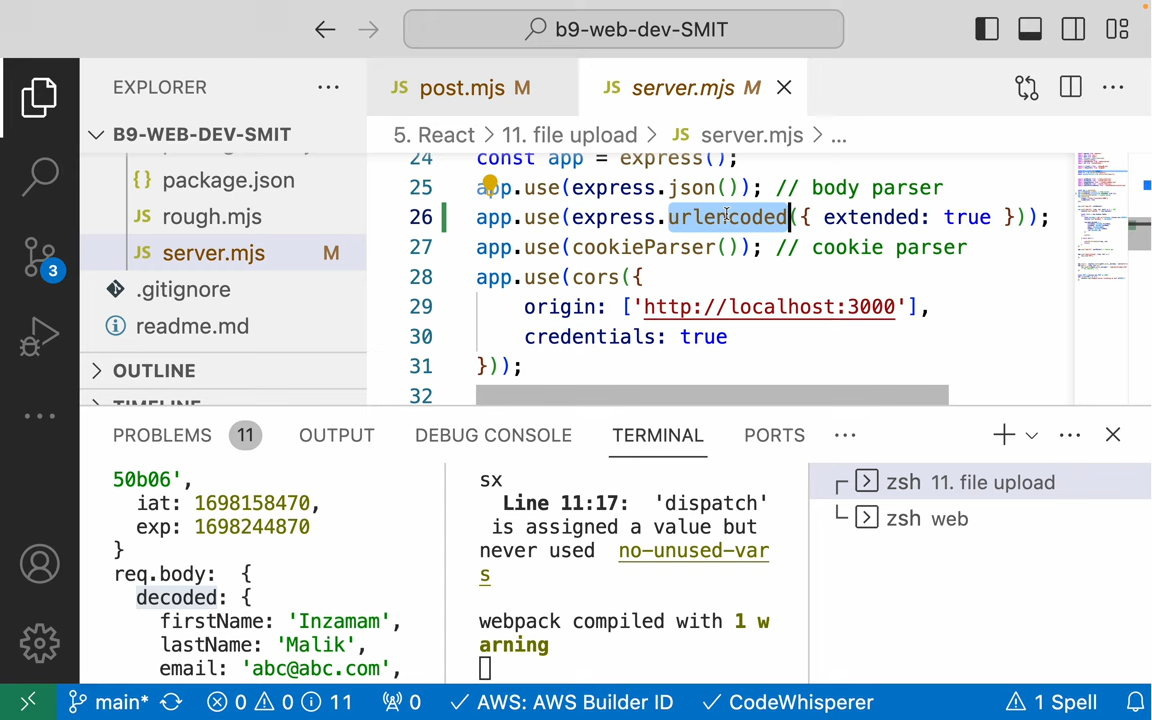 b9-web-dev-SMIT
EXPLORER
B9-WEB-DEV-SMIT
package.json
JS rough.mjs
JS server.mjs M
.gitignore
readme.md
OUTLINE
TIMELINE
3
JS post.mjs M
JS server.mjs M
5. React > 11. file upload > JS server.mjs > ...
24 const app = express();
25 app.use(express.json()); // body parser
26 app.use(express.urlencoded({ extended: true }));
27 app.use(cookieParser()); // cookie parser
28 app.use(cors({
29 origin: ['http://localhost:3000'],
30 credentials: true
31 }));
32
PROBLEMS 11 OUTPUT DEBUG CONSOLE TERMINAL PORTS
50b06',
iat: 1698158470,
exp: 1698244870
}
req.body: {
decoded: {
firstName: 'Inzamam',
lastName: 'Malik',
email: 'abc@abc.com',
sx
Line 11:17: 'dispatch'
is assigned a value but
never used no-unused-var
s
webpack compiled with 1 w
arning
zsh 11. file upload
zsh web
main* 0 0 11 0 AWS: AWS Builder ID CodeWhisperer 1 Spell